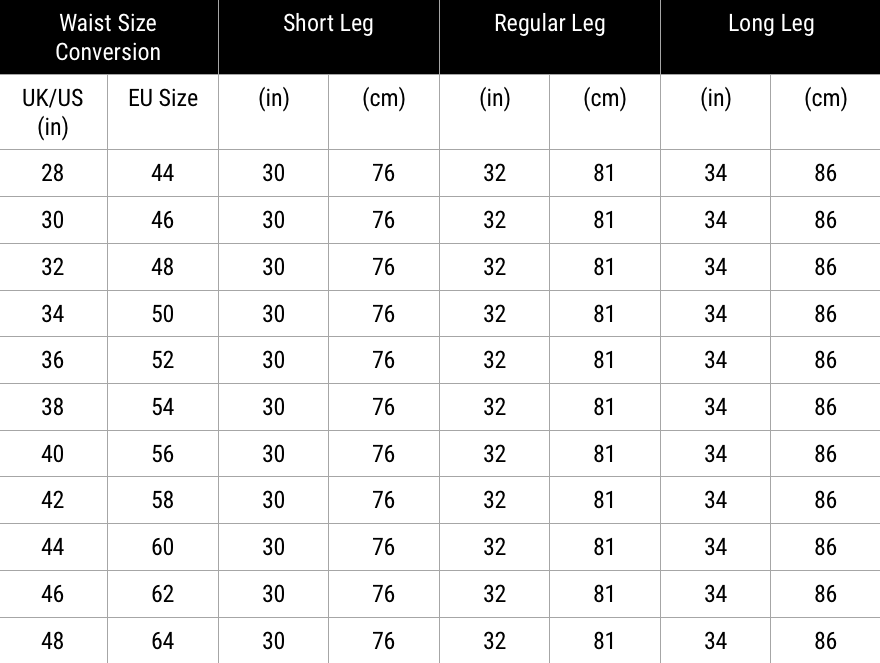 Waist Size Short Leg Regular Leg Long Leg
Conversion
UK/US EU Size (in) (cm) (in) (cm) (in) (cm)
(in)
28 44 30 76 32 81 34 86
30 46 30 76 32 81 34 86
32 48 30 76 32 81 34 86
34 50 30 76 32 81 34 86
36 52 30 76 32 81 34 86
38 54 30 76 32 81 34 86
40 56 30 76 32 81 34 86
42 58 30 76 32 81 34 86
44 60 30 76 32 81 34 86
46 62 30 76 32 81 34 86
48 64 30 76 32 81 34 86